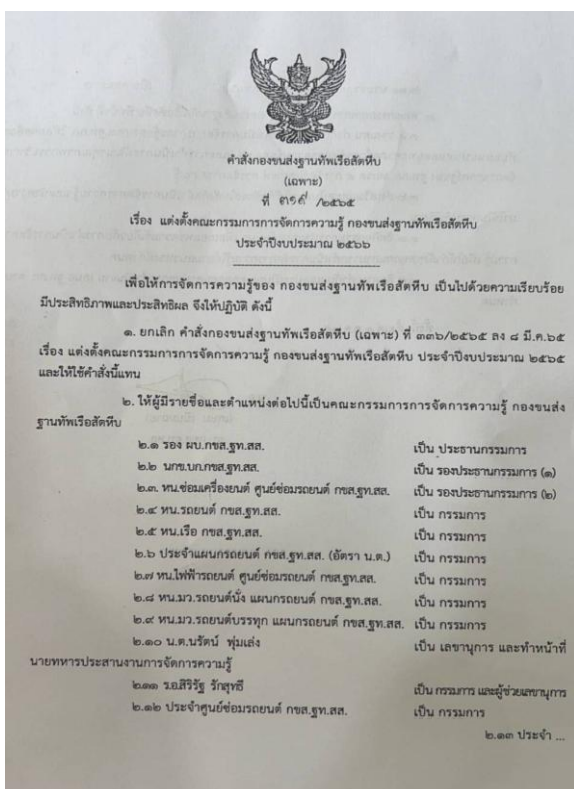 คำสั่งกองขนส่งฐานทัพเรือสัตหีบ
(เฉพาะ)
ที่ ๓๑๙ /๒๕๖๕
เรื่อง แต่งตั้งคณะกรรมการการจัดการความรู้ กองขนส่งฐานทัพเรือสัตหีบ
ประจำปีงบประมาณ ๒๕๖๖
เพื่อให้การจัดการความรู้ของ กองขนส่งฐานทัพเรือสัตหีบ เป็นไปด้วยความเรียบร้อย
มีประสิทธิภาพและประสิทธิผล จึงให้ปฏิบัติ ดังนี้
๑. ยกเลิก คำสั่งกองขนส่งฐานทัพเรือสัตหีบ (เฉพาะ) ที่ ๓๓๖/๒๕๖๕ ลง ๘ มี.ค.๖๕
เรื่อง แต่งตั้งคณะกรรมการการจัดการความรู้ กองขนส่งฐานทัพเรือสัตหีบ ประจำปีงบประมาณ ๒๕๖๕
และให้ใช้คำสั่งนี้แทน
๒. ให้ผู้มีรายชื่อและตำแหน่งต่อไปนี้เป็นคณะกรรมการการจัดการความรู้ กองขนส่ง
ฐานทัพเรือสัตหีบ
๒.๑ รอง ผบ.กขส.ฐท.สส. เป็น ประธานกรรมการ
๒.๒ นกข.บก.กขส.ฐท.สส. เป็น รองประธานกรรมการ (๑)
๒.๓ หน.ซ่อมเครื่องยนต์ ศูนย์ซ่อมรถยนต์ กขส.ฐท.สส. เป็น รองประธานกรรมการ (๒)
๒.๔ หน.รถยนต์ กขส.ฐท.สส. เป็น กรรมการ
๒.๕ หน.เรือ กขส.ฐท.สส. เป็น กรรมการ
๒.๖ ประจำแผนกรถยนต์ กขส.ฐท.สส. (อัตรา น.ต.) เป็น กรรมการ
๒.๗ หน.ไฟฟ้ารถยนต์ ศูนย์ซ่อมรถยนต์ กขส.ฐท.สส. เป็น กรรมการ
๒.๘ หน.มว.รถยนต์นั่ง แผนกรถยนต์ กขส.ฐท.สส. เป็น กรรมการ
๒.๙ หน.มว.รถยนต์บรรทุก แผนกรถยนต์ กขส.ฐท.สส. เป็น กรรมการ
๒.๑๐ น.ต.นรัตน์ พุ่มเล่ง เป็น เลขานุการ และทำหน้าที่
นายทหารประสานงานการจัดการความรู้
๒.๑๑ ร.อ.สิริรัฐ รักสุทธี เป็น กรรมการ และผู้ช่วยเลขานุการ
๒.๑๒ ประจำศูนย์ซ่อมรถยนต์ กขส.ฐท.สส. เป็น กรรมการ
๒.๑๓ ประจำ ...